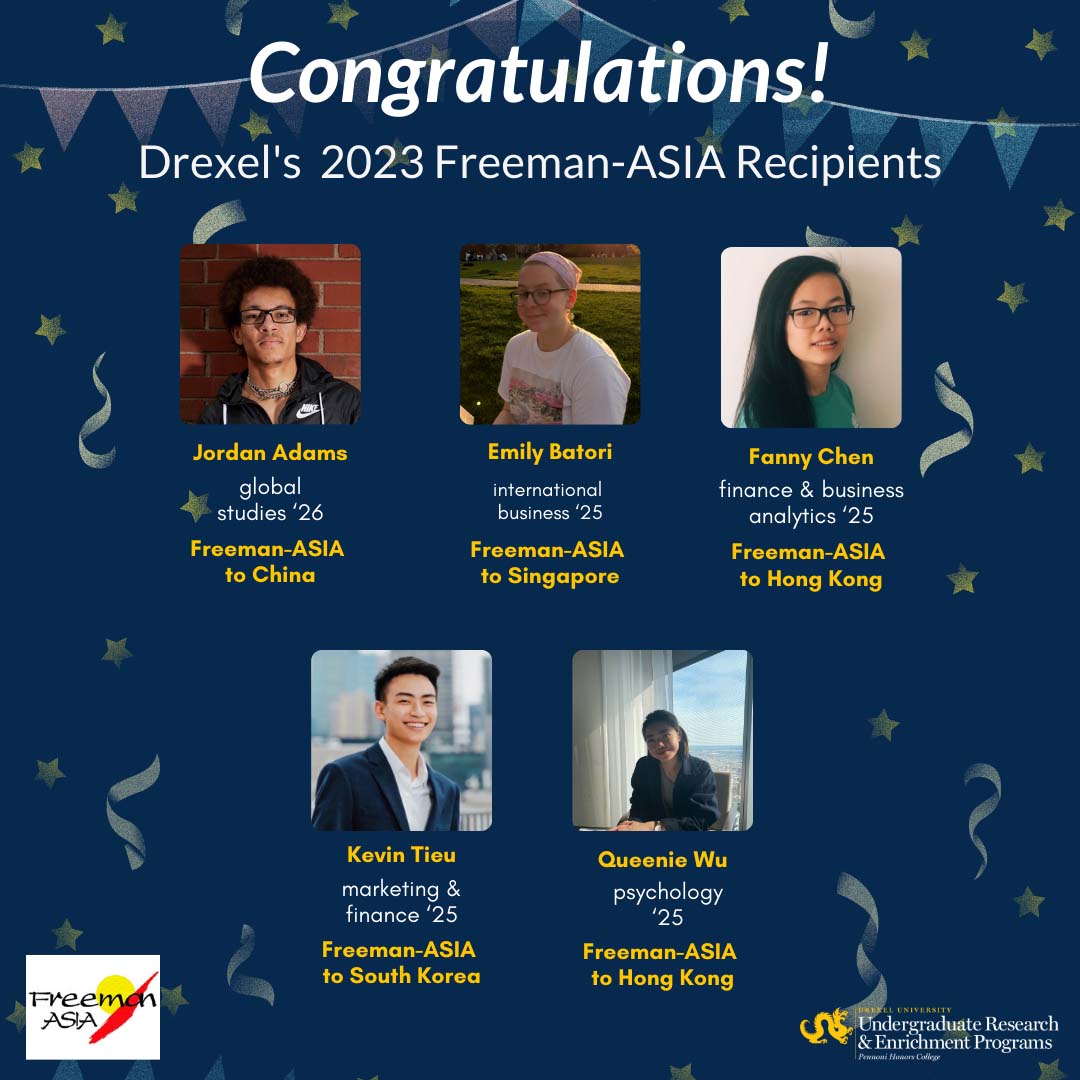 Congratulations!
Drexel's 2023 Freeman-ASIA Recipients
NIKE
Jordan Adams
global
studies ‘26
Freeman-ASIA
to China
Emily Batori
international
business ‘25
Freeman-ASIA
to Singapore
Fanny Chen
finance & business
analytics ‘25
Freeman-ASIA
to Hong Kong
Kevin Tieu
marketing &
finance ‘25
Freeman-ASIA
to South Korea
Queenie Wu
psychology
‘25
Freeman-ASIA
to Hong Kong
Freeman
ASIA
DREXEL UNIVERSITY
Undergraduate Research
& Enrichment Programs
Pennoni Honors College